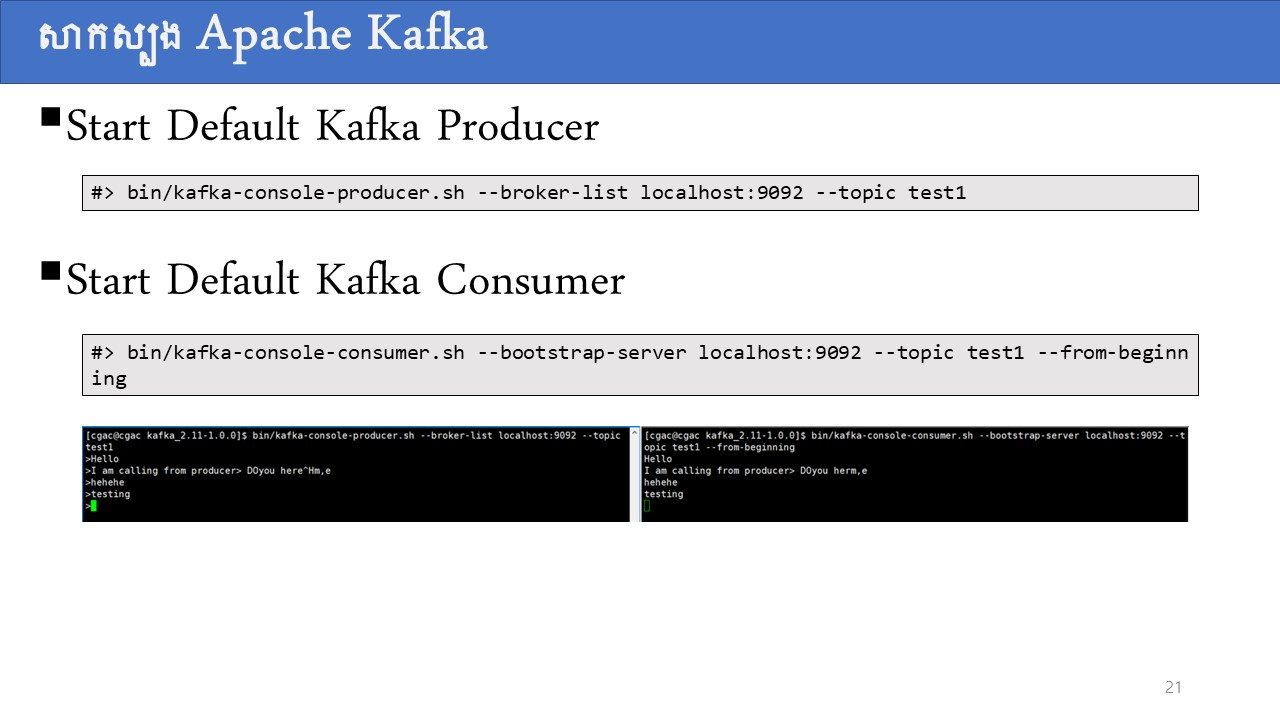 សាកល្បង Apache Kafka
▪Start Default Kafka Producer
#> bin/kafka-console-producer.sh --broker-list localhost:9092 --topic test1
▪Start Default Kafka Consumer
#> bin/kafka-console-consumer.sh --bootstrap-server localhost:9092 --topic test1 --from-beginn
ing
[cgac@cgac kafka_2.11-1.0.0]$ bin/kafka-console-producer.sh --broker-list localhost:9092 --topic
test1
>Hello
>I am calling from producer> DOyou here^Hm,e
>hehehe
>testing
>
[cgac@cgac kafka_2.11-1.0.0]$ bin/kafka-console-consumer.sh --bootstrap-server localhost:9092 --t
opic test1 --from-beginning
Hello
I am calling from producer> DOyou herm,e
hehehe
testing
21